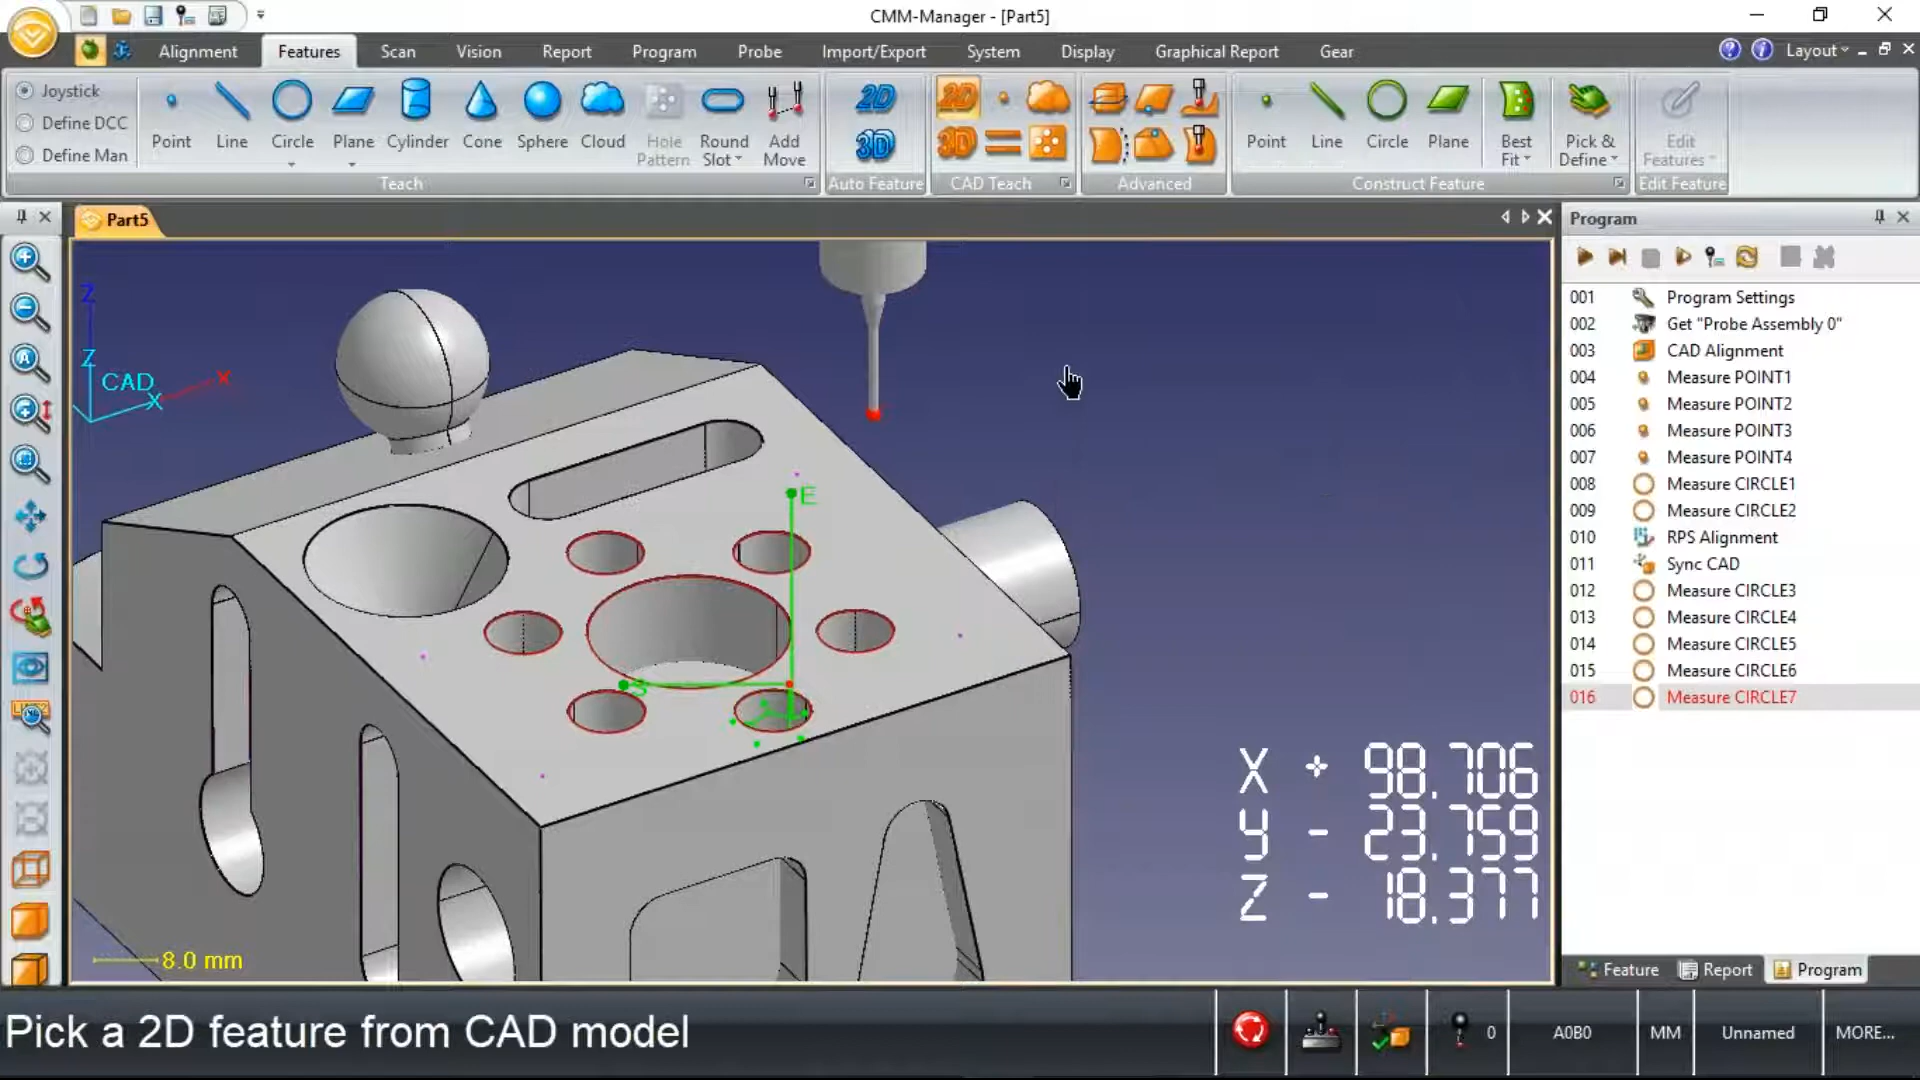 CMM-Manager - [Part5]
Alignment Features Scan Vision Report Program Probe Import/Export System Display Graphical Report Gear Layout
Joystick
Define DCC
Define Man
Point Line Circle Plane Cylinder Cone Sphere Cloud Hole Pattern Round Slot Add Move
Teach
2D
3D
Auto Feature
2D
3D
CAD Teach
Advanced
Point Line Circle Plane Best Fit Pick & Define
Construct Feature
Edit Features
Edit Feature
Part5
Z
Z
CAD
X
X
E
S
8.0 mm
X + 98.706
Y - 23.759
Z - 18.377
Program
001 Program Settings
002 Get "Probe Assembly 0"
003 CAD Alignment
004 Measure POINT1
005 Measure POINT2
006 Measure POINT3
007 Measure POINT4
008 Measure CIRCLE1
009 Measure CIRCLE2
010 RPS Alignment
011 Sync CAD
012 Measure CIRCLE3
013 Measure CIRCLE4
014 Measure CIRCLE5
015 Measure CIRCLE6
016 Measure CIRCLE7
Feature Report Program
Pick a 2D feature from CAD model
0 A0B0 MM Unnamed MORE...